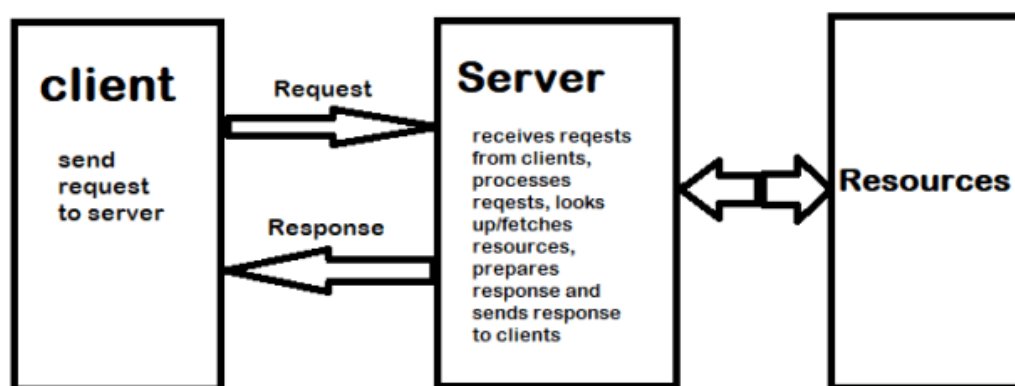 client
send
request
to server
Request
Response
Server
receives reqests
from clients,
processes
reqests, looks
up/fetches
resources,
prepares
response and
sends response
to clients
Resources